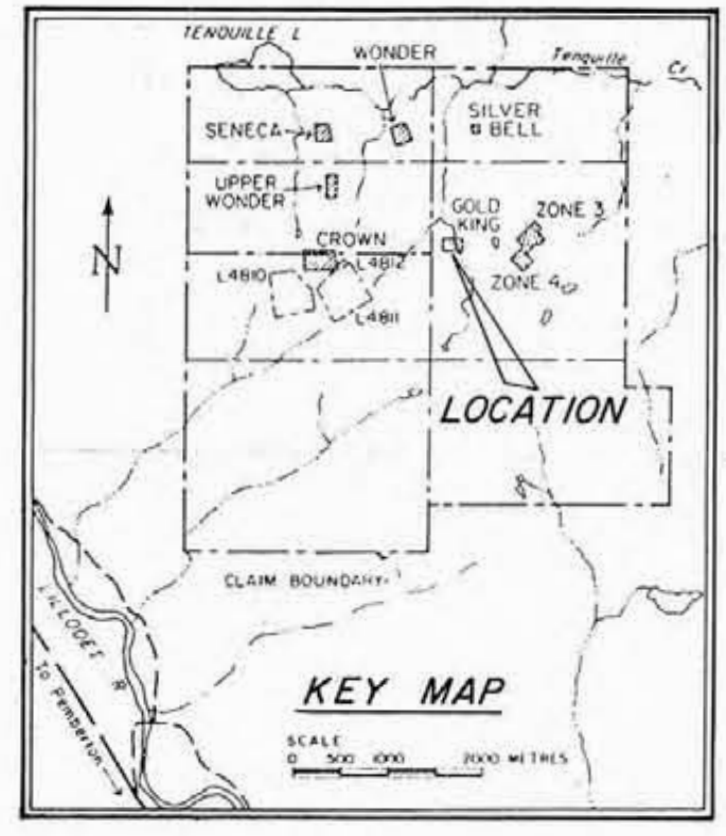 TENQUILLE L
WONDER
Tenquille Cr
SENECA
SILVER
BELL
UPPER
WONDER
GOLD
KING
ZONE 3
N
CROWN
L4810
L4812
ZONE 4
L4811
LOCATION
CLAIM BOUNDARY
LILLOOET R
To Pemberton
KEY MAP
SCALE
0 500 1000 2000 METRES